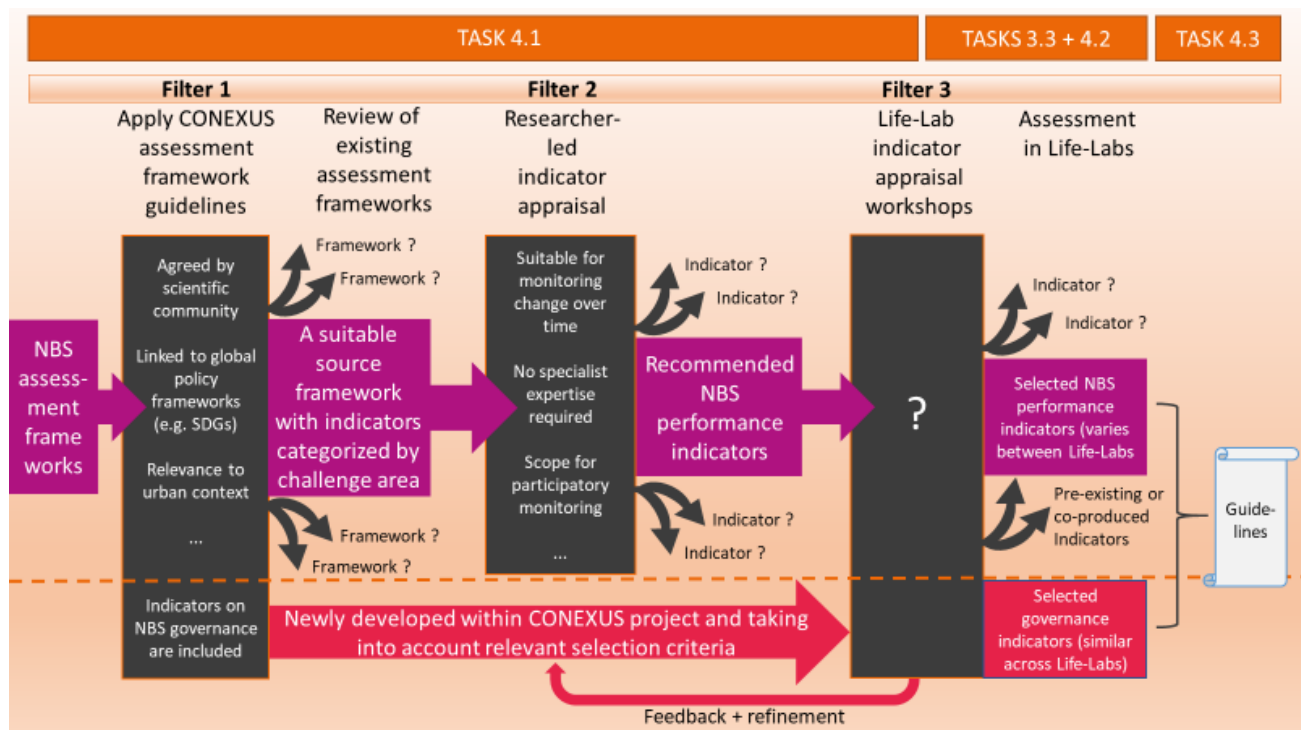 TASK 4.1
TASKS 3.3 + 4.2
TASK 4.3
Filter 1
Filter 2
Filter 3
Apply CONEXUS
assessment
framework
guidelines
Review of
existing
assessment
frameworks
Researcher-
led
indicator
appraisal
Life-Lab
indicator
appraisal
workshops
Assessment
in Life-Labs
NBS
assess-
ment
frame
works
Agreed by
scientific
community
Linked to global
policy
frameworks
(e.g. SDGs)
Relevance to
urban context
...
Indicators on
NBS governance
are included
Framework ?
Framework ?
A suitable
source
framework
with indicators
categorized by
challenge area
Framework ?
Framework ?
Suitable for
monitoring
change over
time
No specialist
expertise
required
Scope for
participatory
monitoring
...
Indicator ?
Indicator ?
Recommended
NBS
performance
indicators
Indicator ?
Indicator ?
?
Indicator ?
Indicator ?
Selected NBS
performance
indicators (varies
between Life-Labs
Pre-existing or
co-produced
Indicators
Newly developed within CONEXUS project and taking
into account relevant selection criteria
Selected
governance
indicators (similar
across Life-Labs)
Guide-
lines
Feedback + refinement